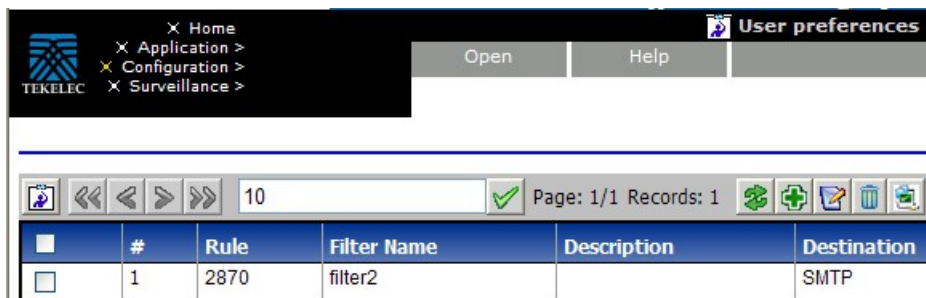 Home
Application >
Configuration >
Surveillance >
TEKELEC
User preferences
Open Help
10 Page: 1/1 Records: 1
# Rule Filter Name Description Destination
1 2870 filter2 SMTP